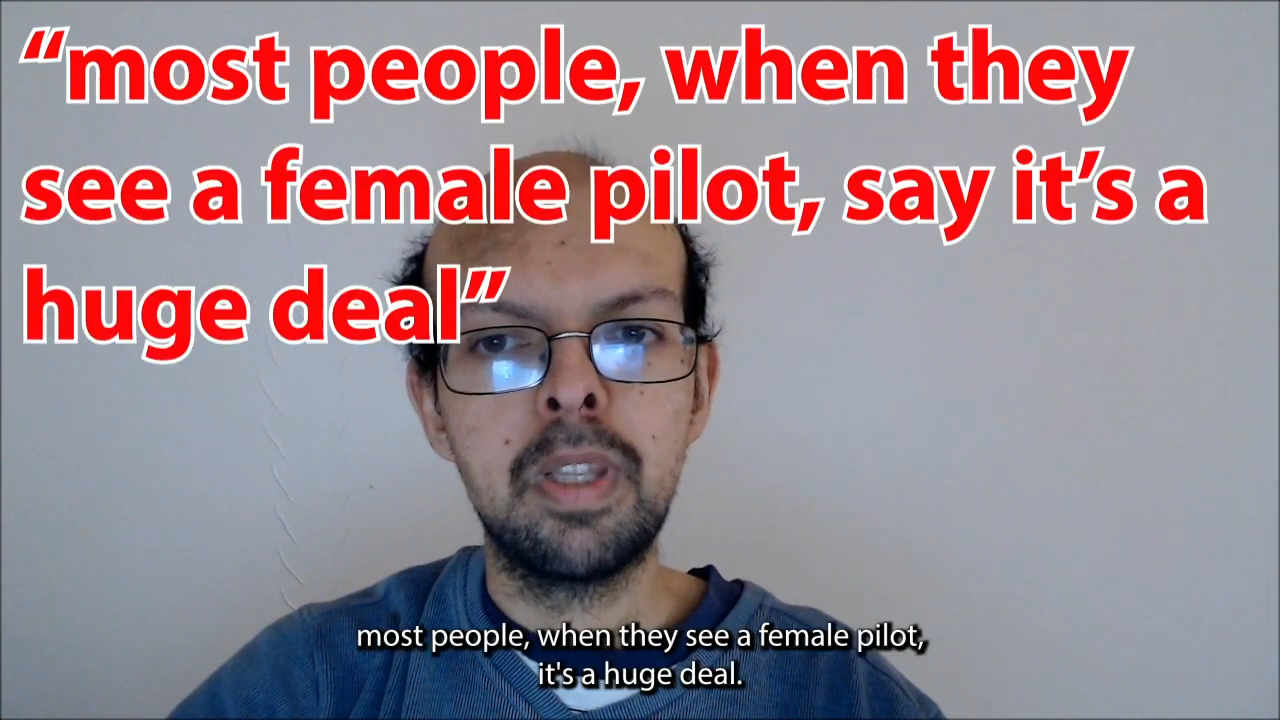 “most people, when they
see a female pilot, say it’s a
huge deal”
most people, when they see a female pilot,
it's a huge deal.